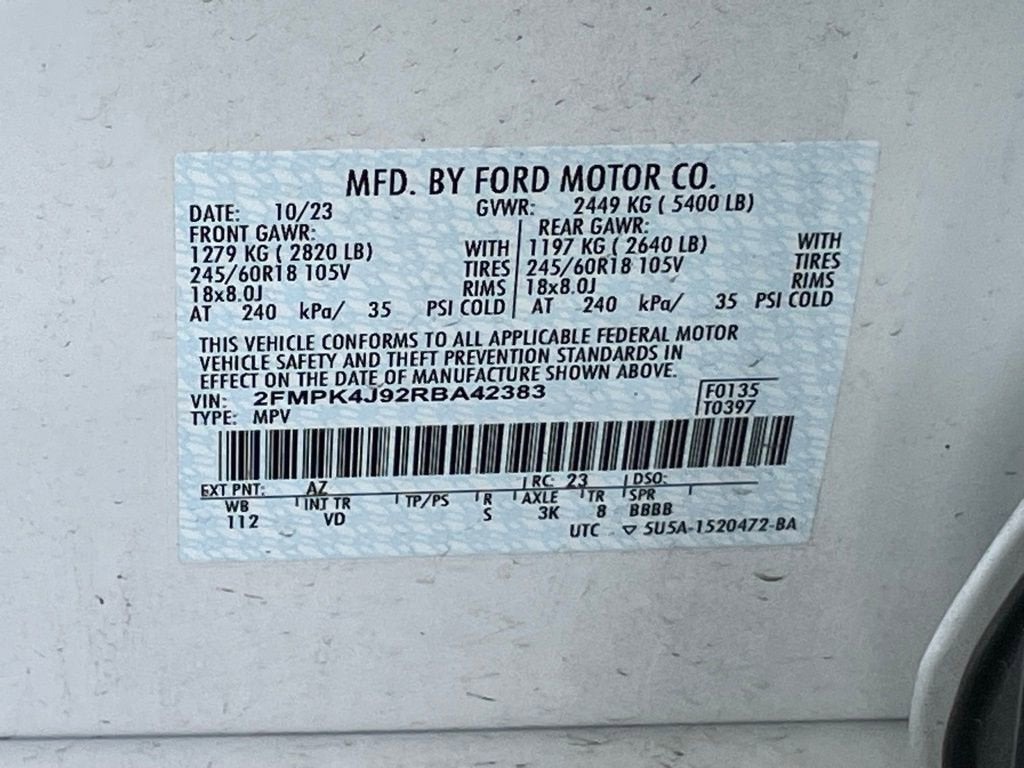 MFD. BY FORD MOTOR CO.
DATE: 10/23 GVWR: 2449 KG ( 5400 LB)
FRONT GAWR: REAR GAWR:
1279 KG ( 2820 LB) WITH 1197 KG ( 2640 LB) WITH
245/60R18 105V TIRES 245/60R18 105V TIRES
18x8.0J RIMS 18x8.0J RIMS
AT 240 kPa/ 35 PSI COLD AT 240 kPa/ 35 PSI COLD
THIS VEHICLE CONFORMS TO ALL APPLICABLE FEDERAL MOTOR
VEHICLE SAFETY AND THEFT PREVENTION STANDARDS IN
EFFECT ON THE DATE OF MANUFACTURE SHOWN ABOVE.
VIN: 2FMPK4J92RBA42383 F0135
TYPE: MPV T0397
EXT PNT: AZ RC: 23 DSO:
WB INT TR TP/PS R AXLE TR SPR
112 VD S 3K 8 BBBB
UTC ▽ 5U5A-1520472-BA